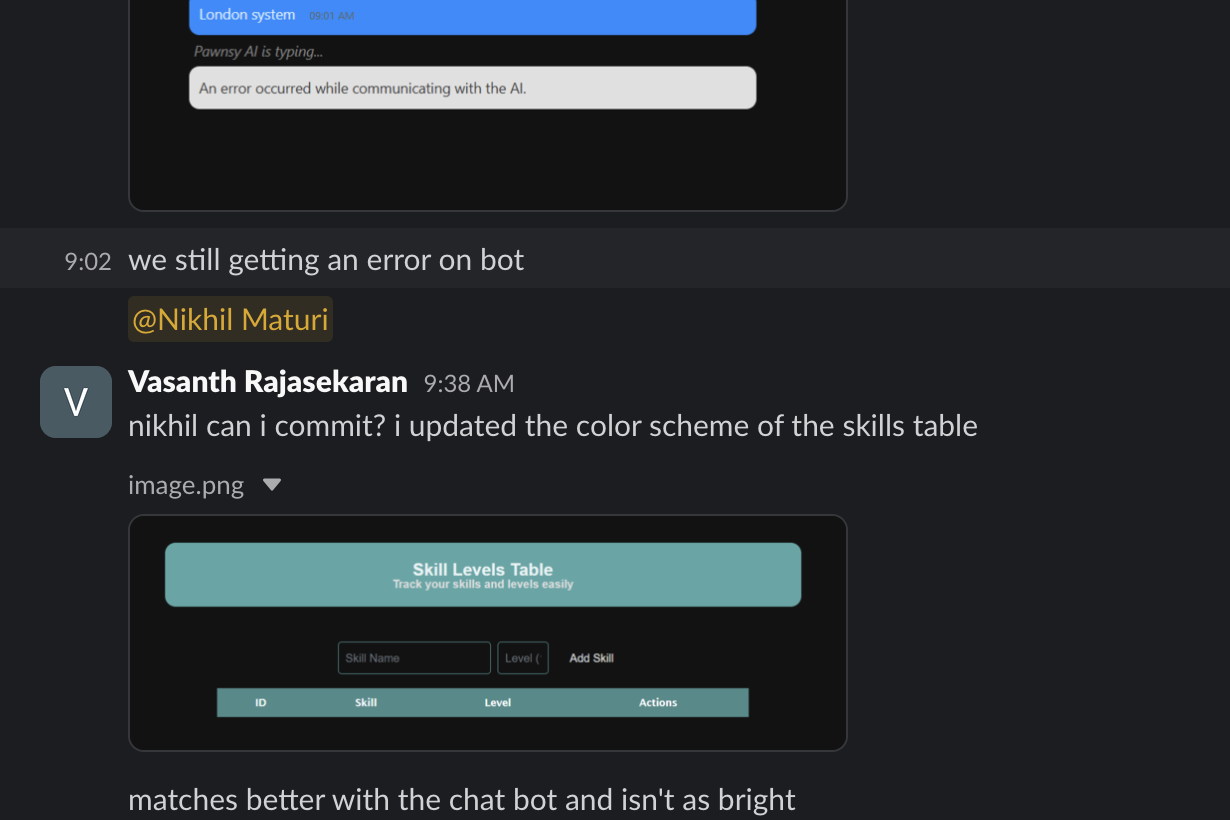 London system 09:01 AM
Pawnsy AI is typing...
An error occurred while communicating with the AI.
9:02 we still getting an error on bot
@Nikhil Maturi
V
Vasanth Rajasekaran 9:38 AM
nikhil can i commit? i updated the color scheme of the skills table
image.png
Skill Levels Table
Track your skills and levels easily
Skill Name Level ( Add Skill
ID Skill Level Actions
matches better with the chat bot and isn't as bright